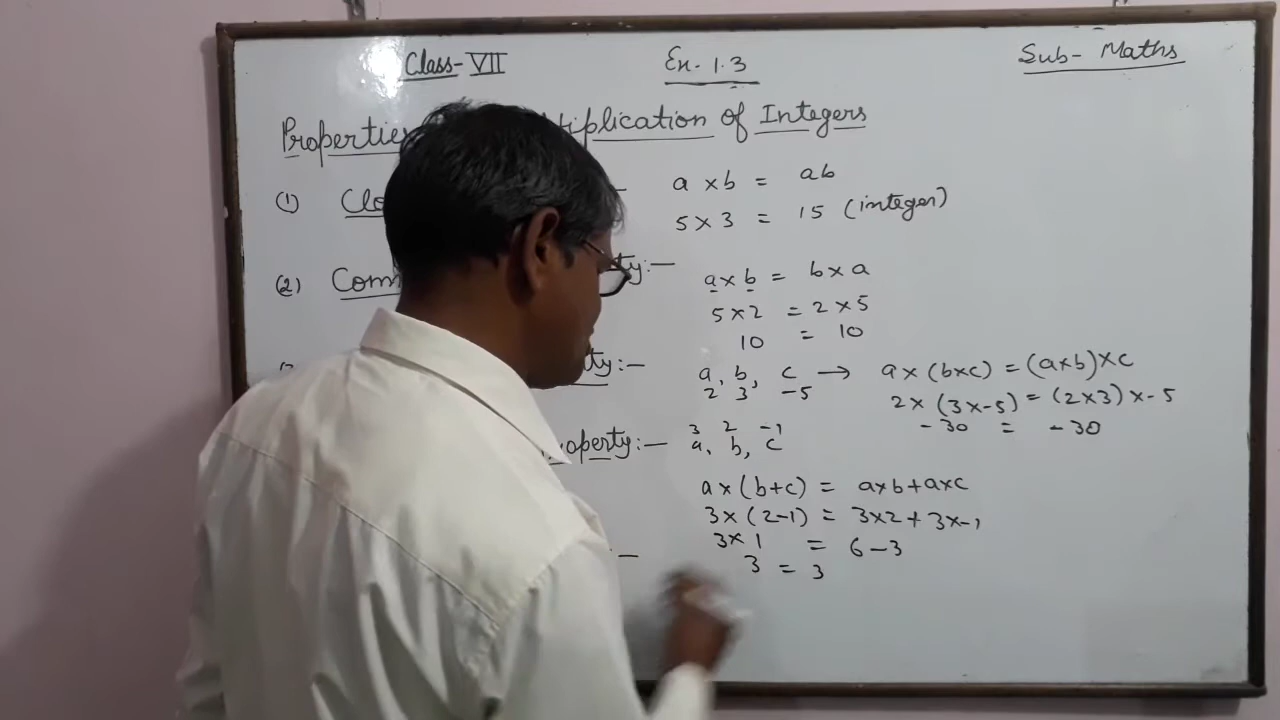 Class-VII Ex-1.3 Sub- Maths
of Integers
(1) a × b = ab
5 × 3 = 15 (integer)
(2) :— a × b = b × a
5 × 2 = 2 × 5
10 = 10
:— a, b, c → a × (b×c) = (a×b)×c
2 3 -5 2 × (3×-5) = (2×3)×-5
-30 = -30
3 2 -1
:— a, b, c
a×(b+c) = a×b+a×c
3×(2-1) = 3×2+3×-1
3×1 = 6-3
:—
3 = 3